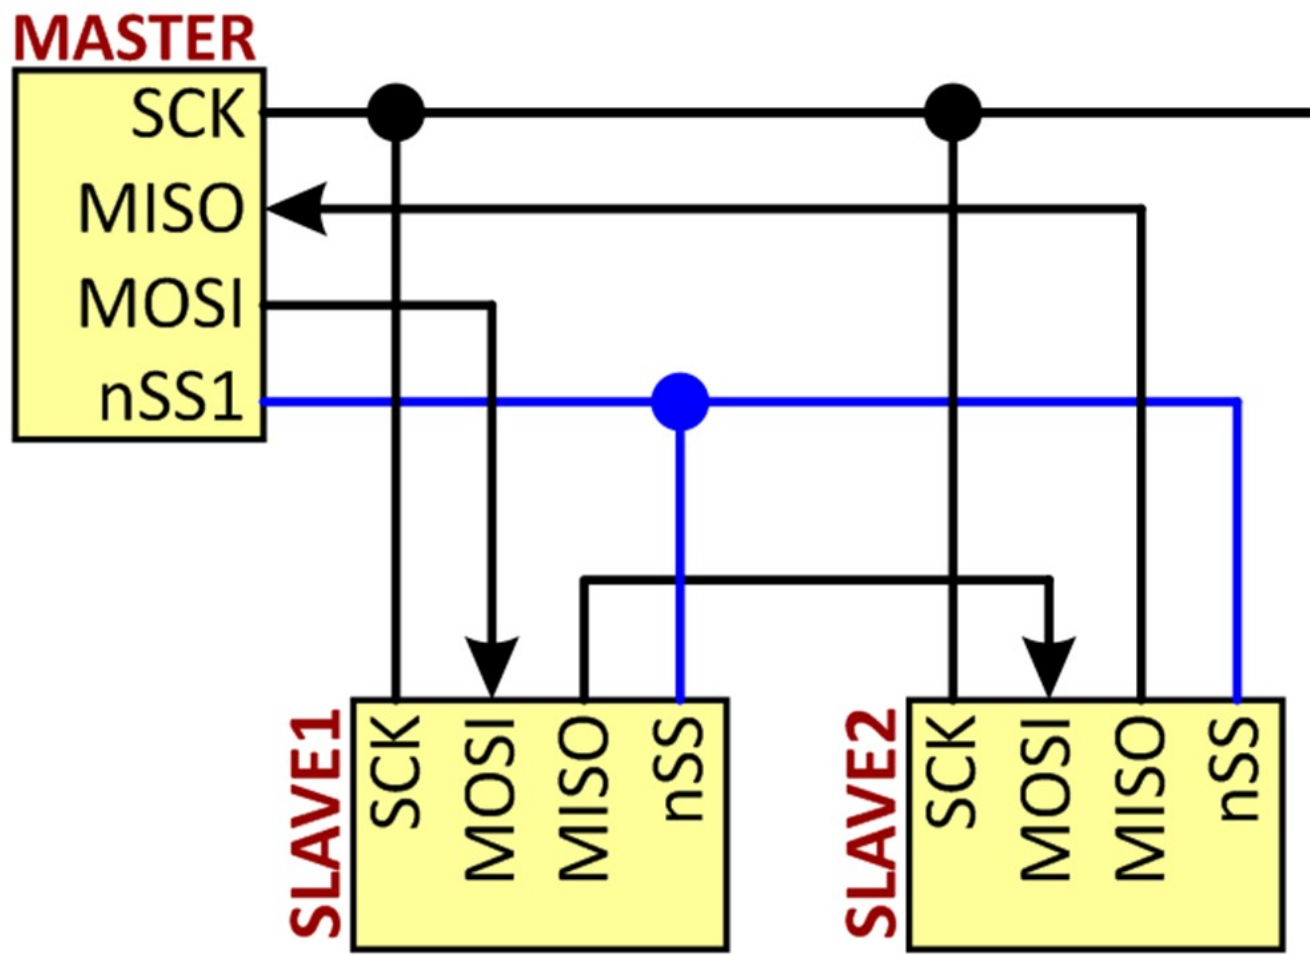 MASTER
SCK
MISO
MOSI
nSS1
SLAVE1
SCK
MOSI
MISO
nSS
SLAVE2
SCK
MOSI
MISO
nSS